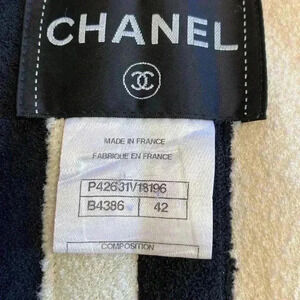 CHANEL
MADE IN FRANCE
FABRIQUE EN FRANCE
P42631V18196
B4386 42
COMPOSITION